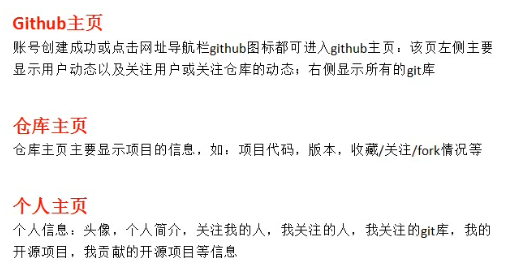 Github主页
账号创建成功或点击网址导航栏github图标都可进入github主页：该页左侧主要
显示用户动态以及关注用户或关注仓库的动态；右侧显示所有的git库
仓库主页
仓库主页主要显示项目的信息，如：项目代码，版本，收藏/关注/fork情况等
个人主页
个人信息：头像，个人简介，关注我的人，我关注的人，我关注的git库，我的
开源项目，我贡献的开源项目等信息